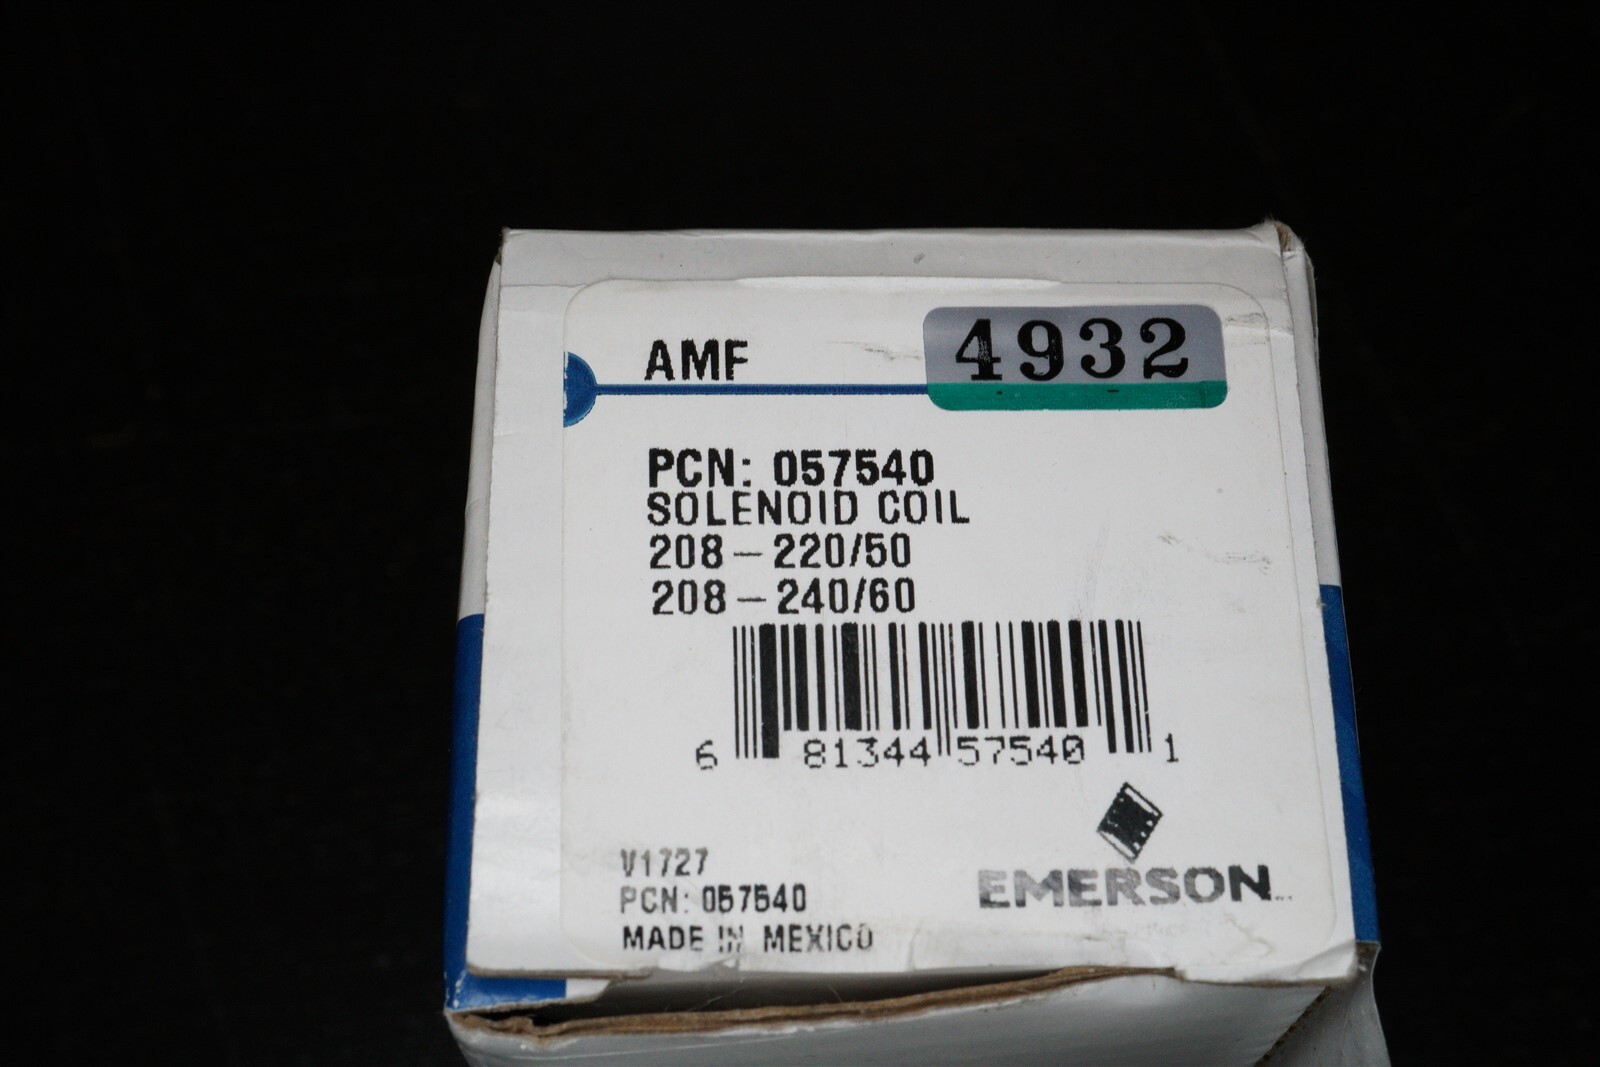 AMF
4932
PCN: 057540
SOLENOID COIL
208-220/50
208-240/60
6 81344 57540 1
V1727
PCN: 057540
MADE IN MEXICO
EMERSON